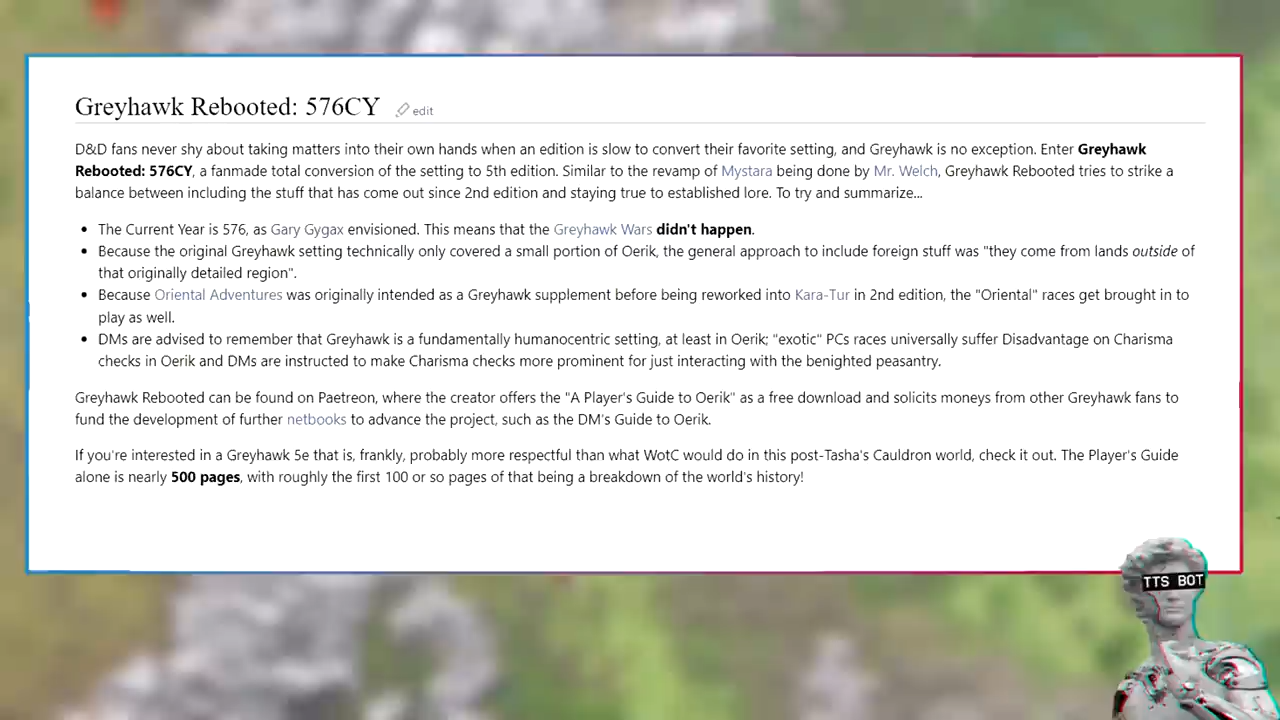 Greyhawk Rebooted: 576CY edit
D&D fans never shy about taking matters into their own hands when an edition is slow to convert their favorite setting, and Greyhawk is no exception. Enter Greyhawk
Rebooted: 576CY, a fanmade total conversion of the setting to 5th edition. Similar to the revamp of Mystara being done by Mr. Welch, Greyhawk Rebooted tries to strike a
balance between including the stuff that has come out since 2nd edition and staying true to established lore. To try and summarize...
• The Current Year is 576, as Gary Gygax envisioned. This means that the Greyhawk Wars didn't happen.
• Because the original Greyhawk setting technically only covered a small portion of Oerik, the general approach to include foreign stuff was "they come from lands outside of
that originally detailed region".
• Because Oriental Adventures was originally intended as a Greyhawk supplement before being reworked into Kara-Tur in 2nd edition, the "Oriental" races get brought in to
play as well.
• DMs are advised to remember that Greyhawk is a fundamentally humanocentric setting, at least in Oerik; "exotic" PCs races universally suffer Disadvantage on Charisma
checks in Oerik and DMs are instructed to make Charisma checks more prominent for just interacting with the benighted peasantry.
Greyhawk Rebooted can be found on Paetreon, where the creator offers the "A Player's Guide to Oerik" as a free download and solicits moneys from other Greyhawk fans to
fund the development of further netbooks to advance the project, such as the DM's Guide to Oerik.
If you're interested in a Greyhawk 5e that is, frankly, probably more respectful than what WotC would do in this post-Tasha's Cauldron world, check it out. The Player's Guide
alone is nearly 500 pages, with roughly the first 100 or so pages of that being a breakdown of the world's history!
TTS BOT